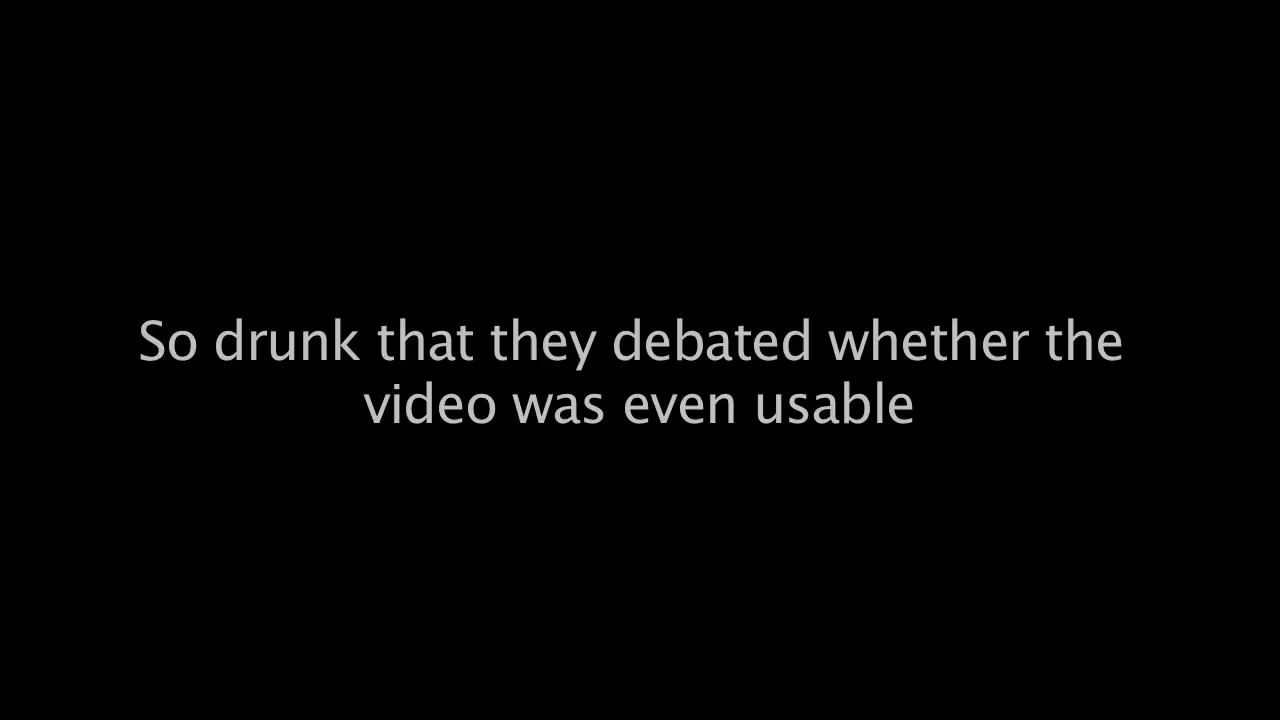 So drunk that they debated whether the
video was even usable